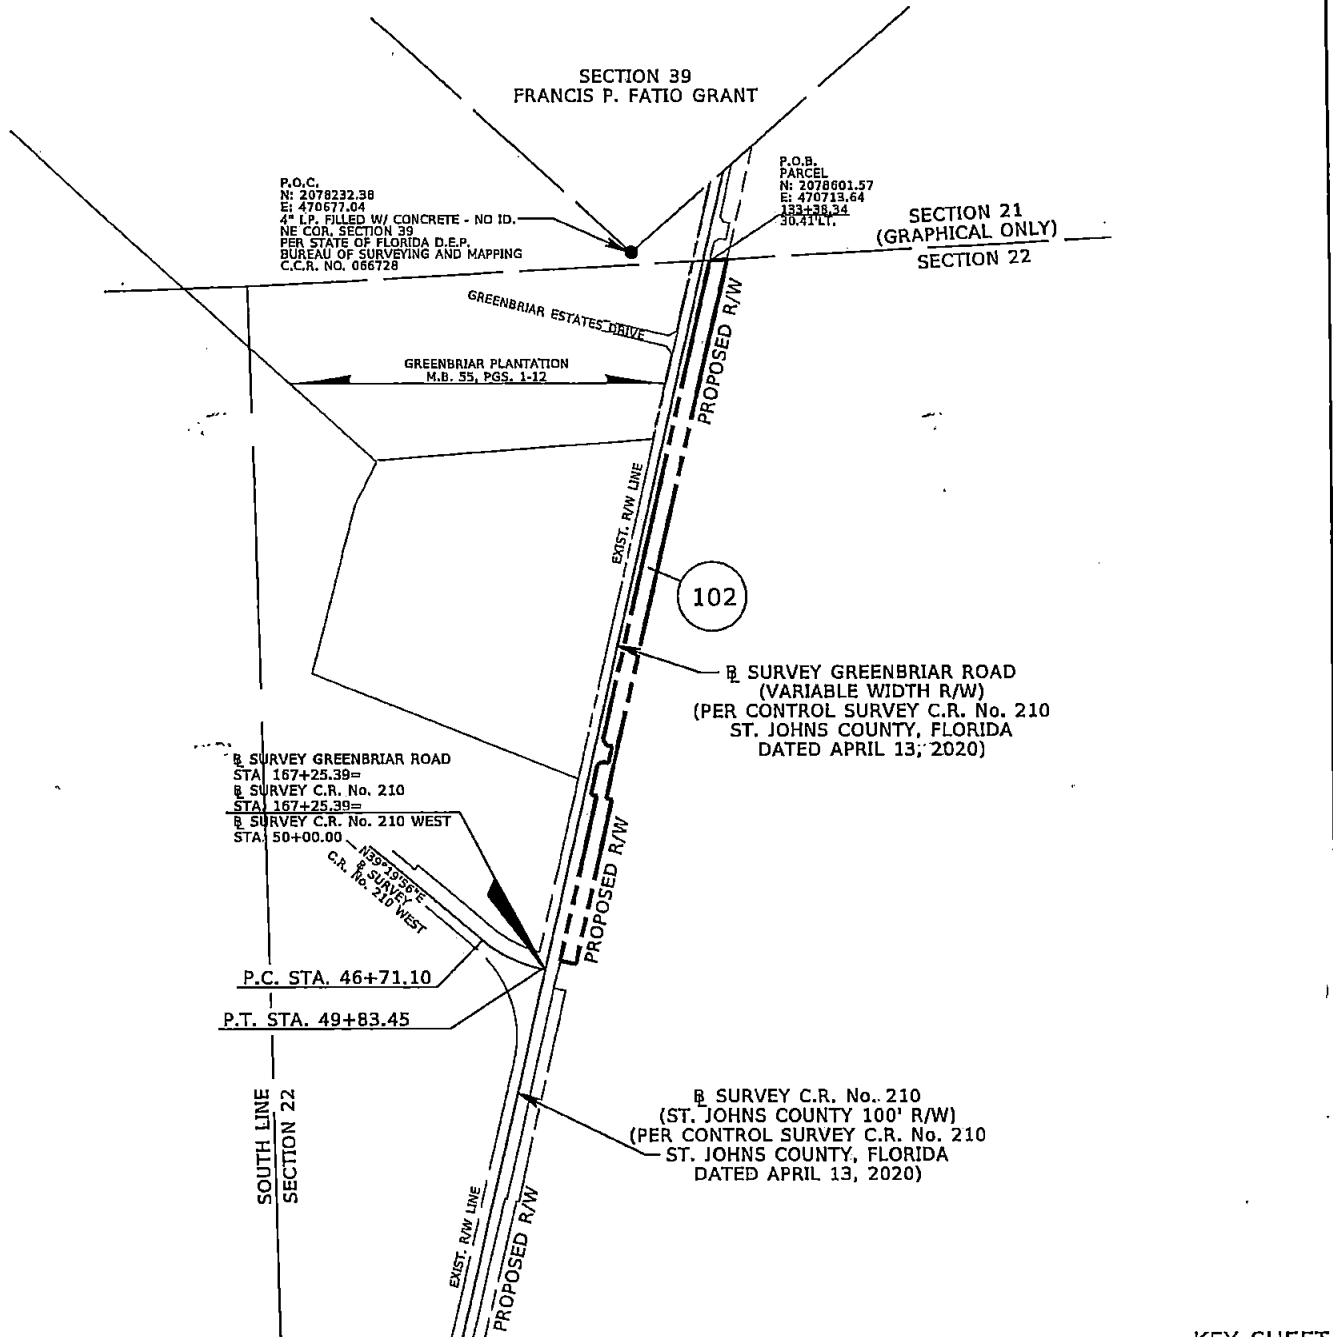 SECTION 39
FRANCIS P. FATIO GRANT
P.O.C.
N: 2078232.38
E: 470677.04
4" I.P. FILLED W/ CONCRETE - NO ID.
NE COR. SECTION 39
PER STATE OF FLORIDA D.E.P.
BUREAU OF SURVEYING AND MAPPING
C.C.R. NO. 066728
P.O.B.
PARCEL
N: 2078601.57
E: 470713.64
133+38.34
30.41'LT.
SECTION 21
(GRAPHICAL ONLY)
SECTION 22
GREENBRIAR ESTATES DRIVE
PROPOSED R/W
GREENBRIAR PLANTATION
M.B. 55, PGS. 1-12
EXIST. R/W LINE
102
℄ SURVEY GREENBRIAR ROAD
(VARIABLE WIDTH R/W)
(PER CONTROL SURVEY C.R. No. 210
ST. JOHNS COUNTY, FLORIDA
DATED APRIL 13, 2020)
℄ SURVEY GREENBRIAR ROAD
STA. 167+25.39=
℄ SURVEY C.R. No. 210
STA. 167+25.39=
℄ SURVEY C.R. No. 210 WEST
STA. 50+00.00
N39°19'56"E
℄ SURVEY
C.R. No. 210 WEST
PROPOSED R/W
P.C. STA. 46+71.10
P.T. STA. 49+83.45
SOUTH LINE
SECTION 22
℄ SURVEY C.R. No. 210
(ST. JOHNS COUNTY 100' R/W)
(PER CONTROL SURVEY C.R. No. 210
ST. JOHNS COUNTY, FLORIDA
DATED APRIL 13, 2020)
EXIST. R/W LINE
PROPOSED R/W
KEY SHEET